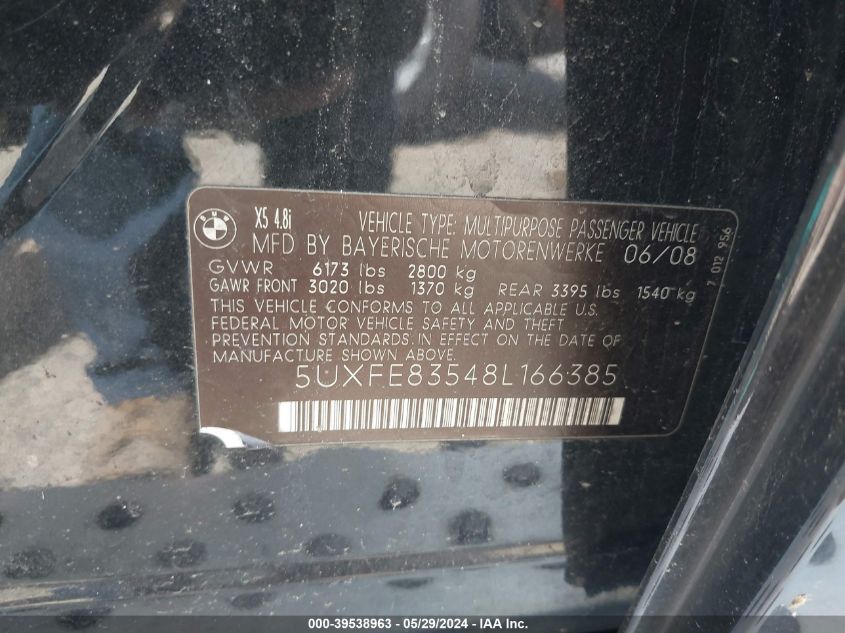 BMW
X5 4.8i
VEHICLE TYPE: MULTIPURPOSE PASSENGER VEHICLE
MFD BY BAYERISCHE MOTORENWERKE 06/08
GVWR 6173 lbs 2800 kg
GAWR FRONT 3020 lbs 1370 kg REAR 3395 lbs 1540 kg
THIS VEHICLE CONFORMS TO ALL APPLICABLE U.S.
FEDERAL MOTOR VEHICLE SAFETY AND THEFT
PREVENTION STANDARDS IN EFFECT ON THE DATE OF
MANUFACTURE SHOWN ABOVE.
5UXFE83548L166385
7 012 956
000-39538963 - 05/29/2024 - IAA Inc.